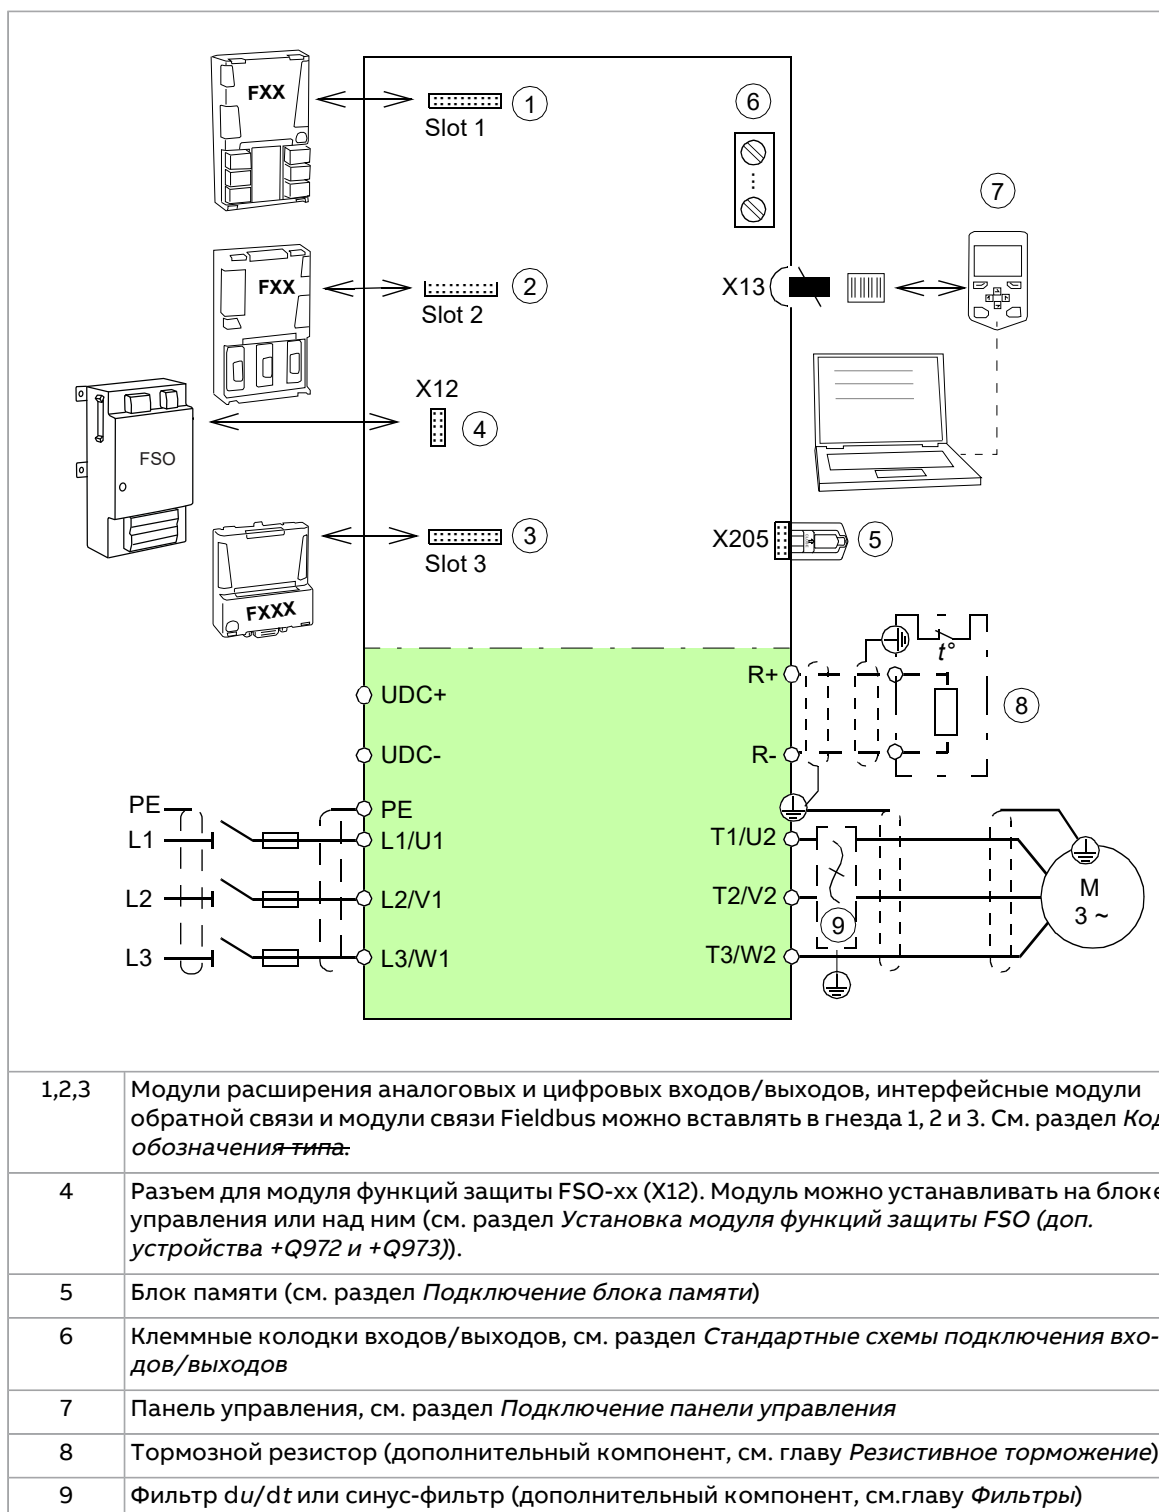 FXX
1
Slot 1
6
7
FXX
2
Slot 2
X13
X12
4
FSO
3
Slot 3
X205
5
FXXX
t°
R+
UDC+
8
UDC-
R-
PE
PE
L1
L1/U1
T1/U2
L2
L2/V1
T2/V2
M
3 ~
9
L3
L3/W1
T3/W2
1,2,3
Модули расширения аналоговых и цифровых входов/выходов, интерфейсные модули
обратной связи и модули связи Fieldbus можно вставлять в гнезда 1, 2 и 3. См. раздел Код
обозначения типа.
4
Разъем для модуля функций защиты FSO-xx (X12). Модуль можно устанавливать на блоке
управления или над ним (см. раздел Установка модуля функций защиты FSO (доп.
устройства +Q972 и +Q973)).
5
Блок памяти (см. раздел Подключение блока памяти)
6
Клеммные колодки входов/выходов, см. раздел Стандартные схемы подключения вхо-
дов/выходов
7
Панель управления, см. раздел Подключение панели управления
8
Тормозной резистор (дополнительный компонент, см. главу Резистивное торможение)
9
Фильтр du/dt или синус-фильтр (дополнительный компонент, см.главу Фильтры)